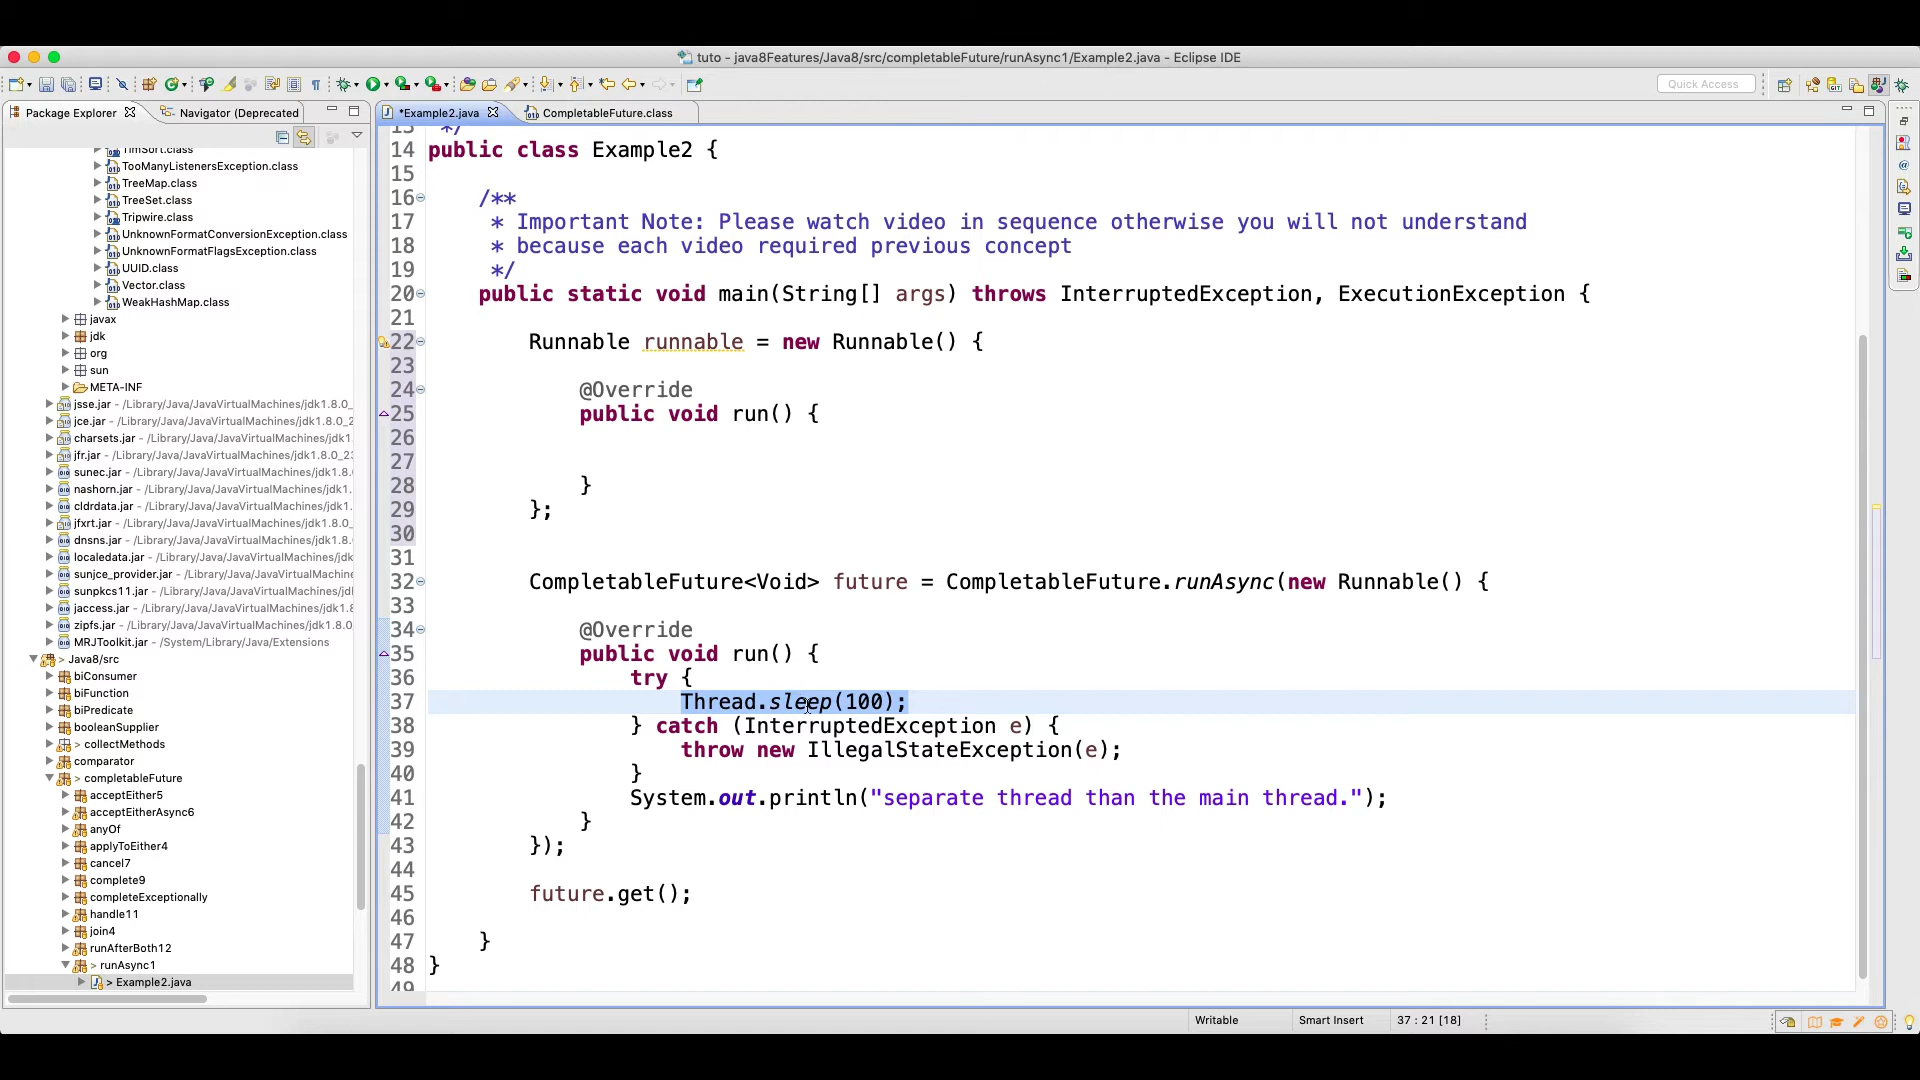 tuto - java8Features/Java8/src/completableFuture/runAsync1/Example2.java - Eclipse IDE
Quick Access
Package Explorer
Navigator (Deprecated
*Example2.java
CompletableFuture.class
TimSort.class
TooManyListenersException.class
TreeMap.class
TreeSet.class
Tripwire.class
UnknownFormatConversionException.class
UnknownFormatFlagsException.class
UUID.class
Vector.class
WeakHashMap.class
javax
jdk
org
sun
META-INF
jsse.jar - /Library/Java/JavaVirtualMachines/jdk1.8.0_
jce.jar - /Library/Java/JavaVirtualMachines/jdk1.8.0_2
charsets.jar - /Library/Java/JavaVirtualMachines/jdk1.
jfr.jar - /Library/Java/JavaVirtualMachines/jdk1.8.0_23
sunec.jar - /Library/Java/JavaVirtualMachines/jdk1.8.
nashorn.jar - /Library/Java/JavaVirtualMachines/jdk1.
cldrdata.jar - /Library/Java/JavaVirtualMachines/jdk1.
jfxrt.jar - /Library/Java/JavaVirtualMachines/jdk1.8.0_
dnsns.jar - /Library/Java/JavaVirtualMachines/jdk1.8.
localedata.jar - /Library/Java/JavaVirtualMachines/jdk
sunjce_provider.jar - /Library/Java/JavaVirtualMachin
sunpkcs11.jar - /Library/Java/JavaVirtualMachines/jd
jaccess.jar - /Library/Java/JavaVirtualMachines/jdk1.
zipfs.jar - /Library/Java/JavaVirtualMachines/jdk1.8.0
MRJToolkit.jar - /System/Library/Java/Extensions
> Java8/src
biConsumer
biFunction
biPredicate
booleanSupplier
> collectMethods
comparator
> completableFuture
acceptEither5
acceptEitherAsync6
anyOf
applyToEither4
cancel7
complete9
completeExceptionally
handle11
join4
runAfterBoth12
> runAsync1
> Example2.java
13 */
14 public class Example2 {
15
16 /**
17 * Important Note: Please watch video in sequence otherwise you will not understand
18 * because each video required previous concept
19 */
20 public static void main(String[] args) throws InterruptedException, ExecutionException {
21
22 Runnable runnable = new Runnable() {
23
24 @Override
25 public void run() {
26
27
28 }
29 };
30
31
32 CompletableFuture<Void> future = CompletableFuture.runAsync(new Runnable() {
33
34 @Override
35 public void run() {
36 try {
37 Thread.sleep(100);
38 } catch (InterruptedException e) {
39 throw new IllegalStateException(e);
40 }
41 System.out.println("separate thread than the main thread.");
42 }
43 });
44
45 future.get();
46
47 }
48 }
49
Writable
Smart Insert
37 : 21 [18]